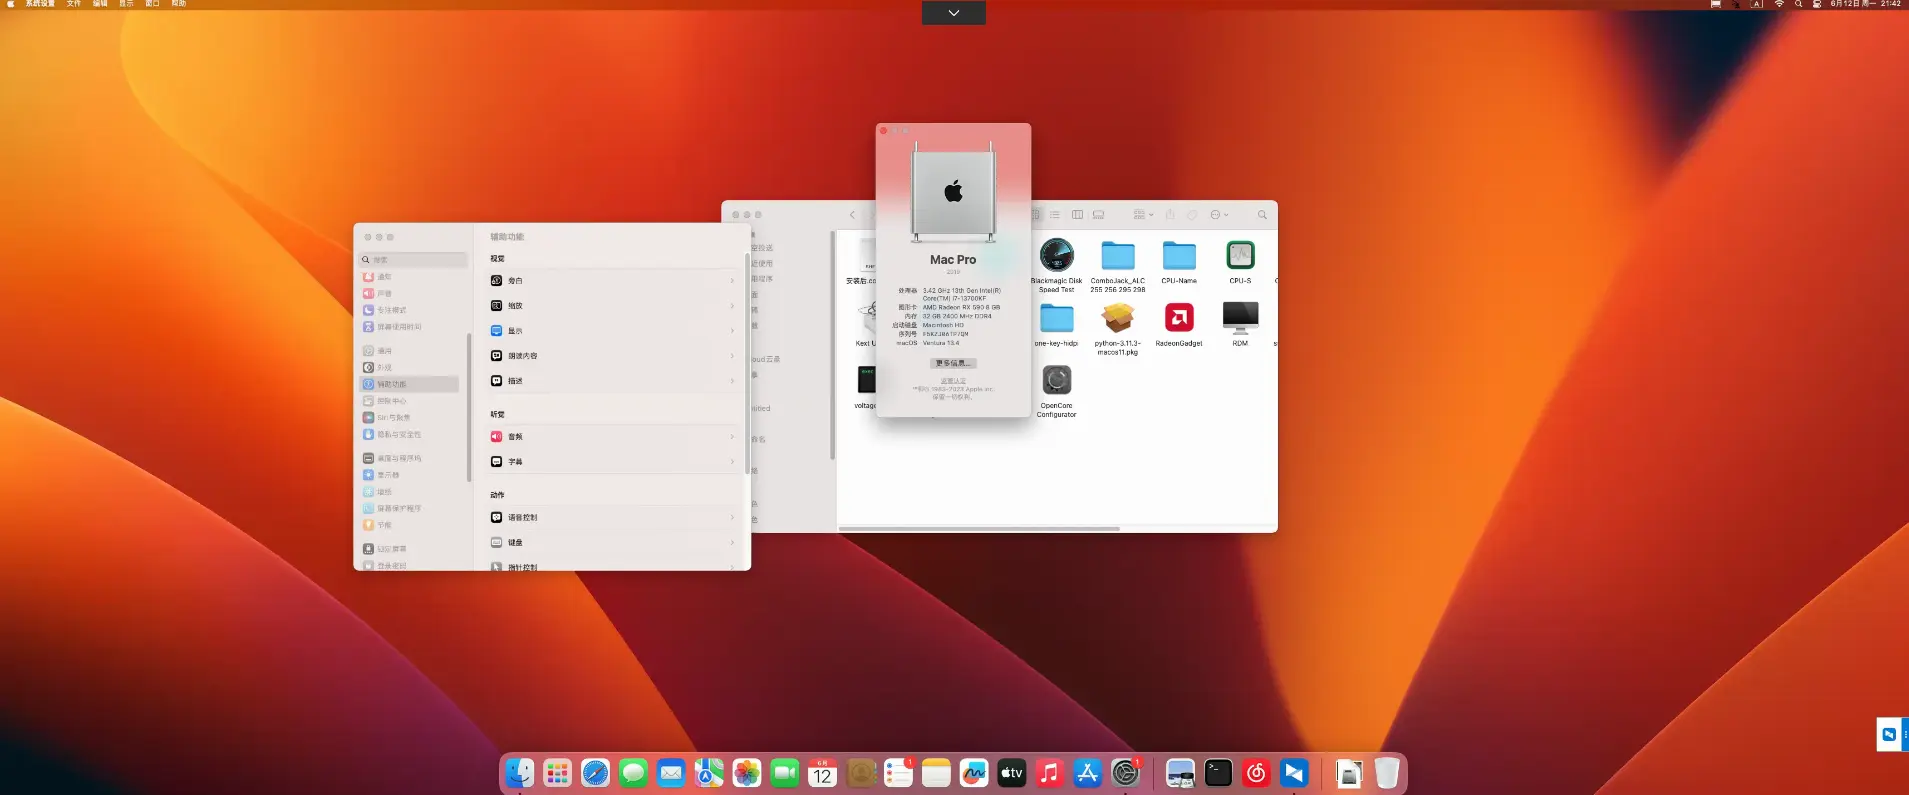 系统设置 文件 编辑 显示 窗口 帮助
A 6月12日 周一 21:42
搜索
通知
声音
专注模式
屏幕使用时间
通用
外观
辅助功能
控制中心
Siri与聚焦
隐私与安全性
桌面与程序坞
显示器
墙纸
屏幕保护程序
节能
锁定屏幕
登录密码
辅助功能
视觉
旁白
缩放
显示
朗读内容
描述
听觉
音频
字幕
动作
语音控制
键盘
指针控制
Mac Pro
2019
处理器 3.42 GHz 13th Gen Intel(R) Core(TM) i7-13700KF
图形卡 AMD Radeon RX 590 8 GB
内存 32 GB 2400 MHz DDR4
启动磁盘 Macintosh HD
序列号
macOS Ventura 13.4
更多信息...
监管认证
™和© 1983-2023 Apple Inc.
保留一切权利。
安装后.co
Blackmagic Disk Speed Test
ComboJack_ALC 255 256 295 298
CPU-Name
CPU-S
Kext U
one-key-hidpi
python-3.11.3-macos11.pkg
RadeonGadget
RDM
voltage
OpenCore Configurator
6月
12
1
tv
1